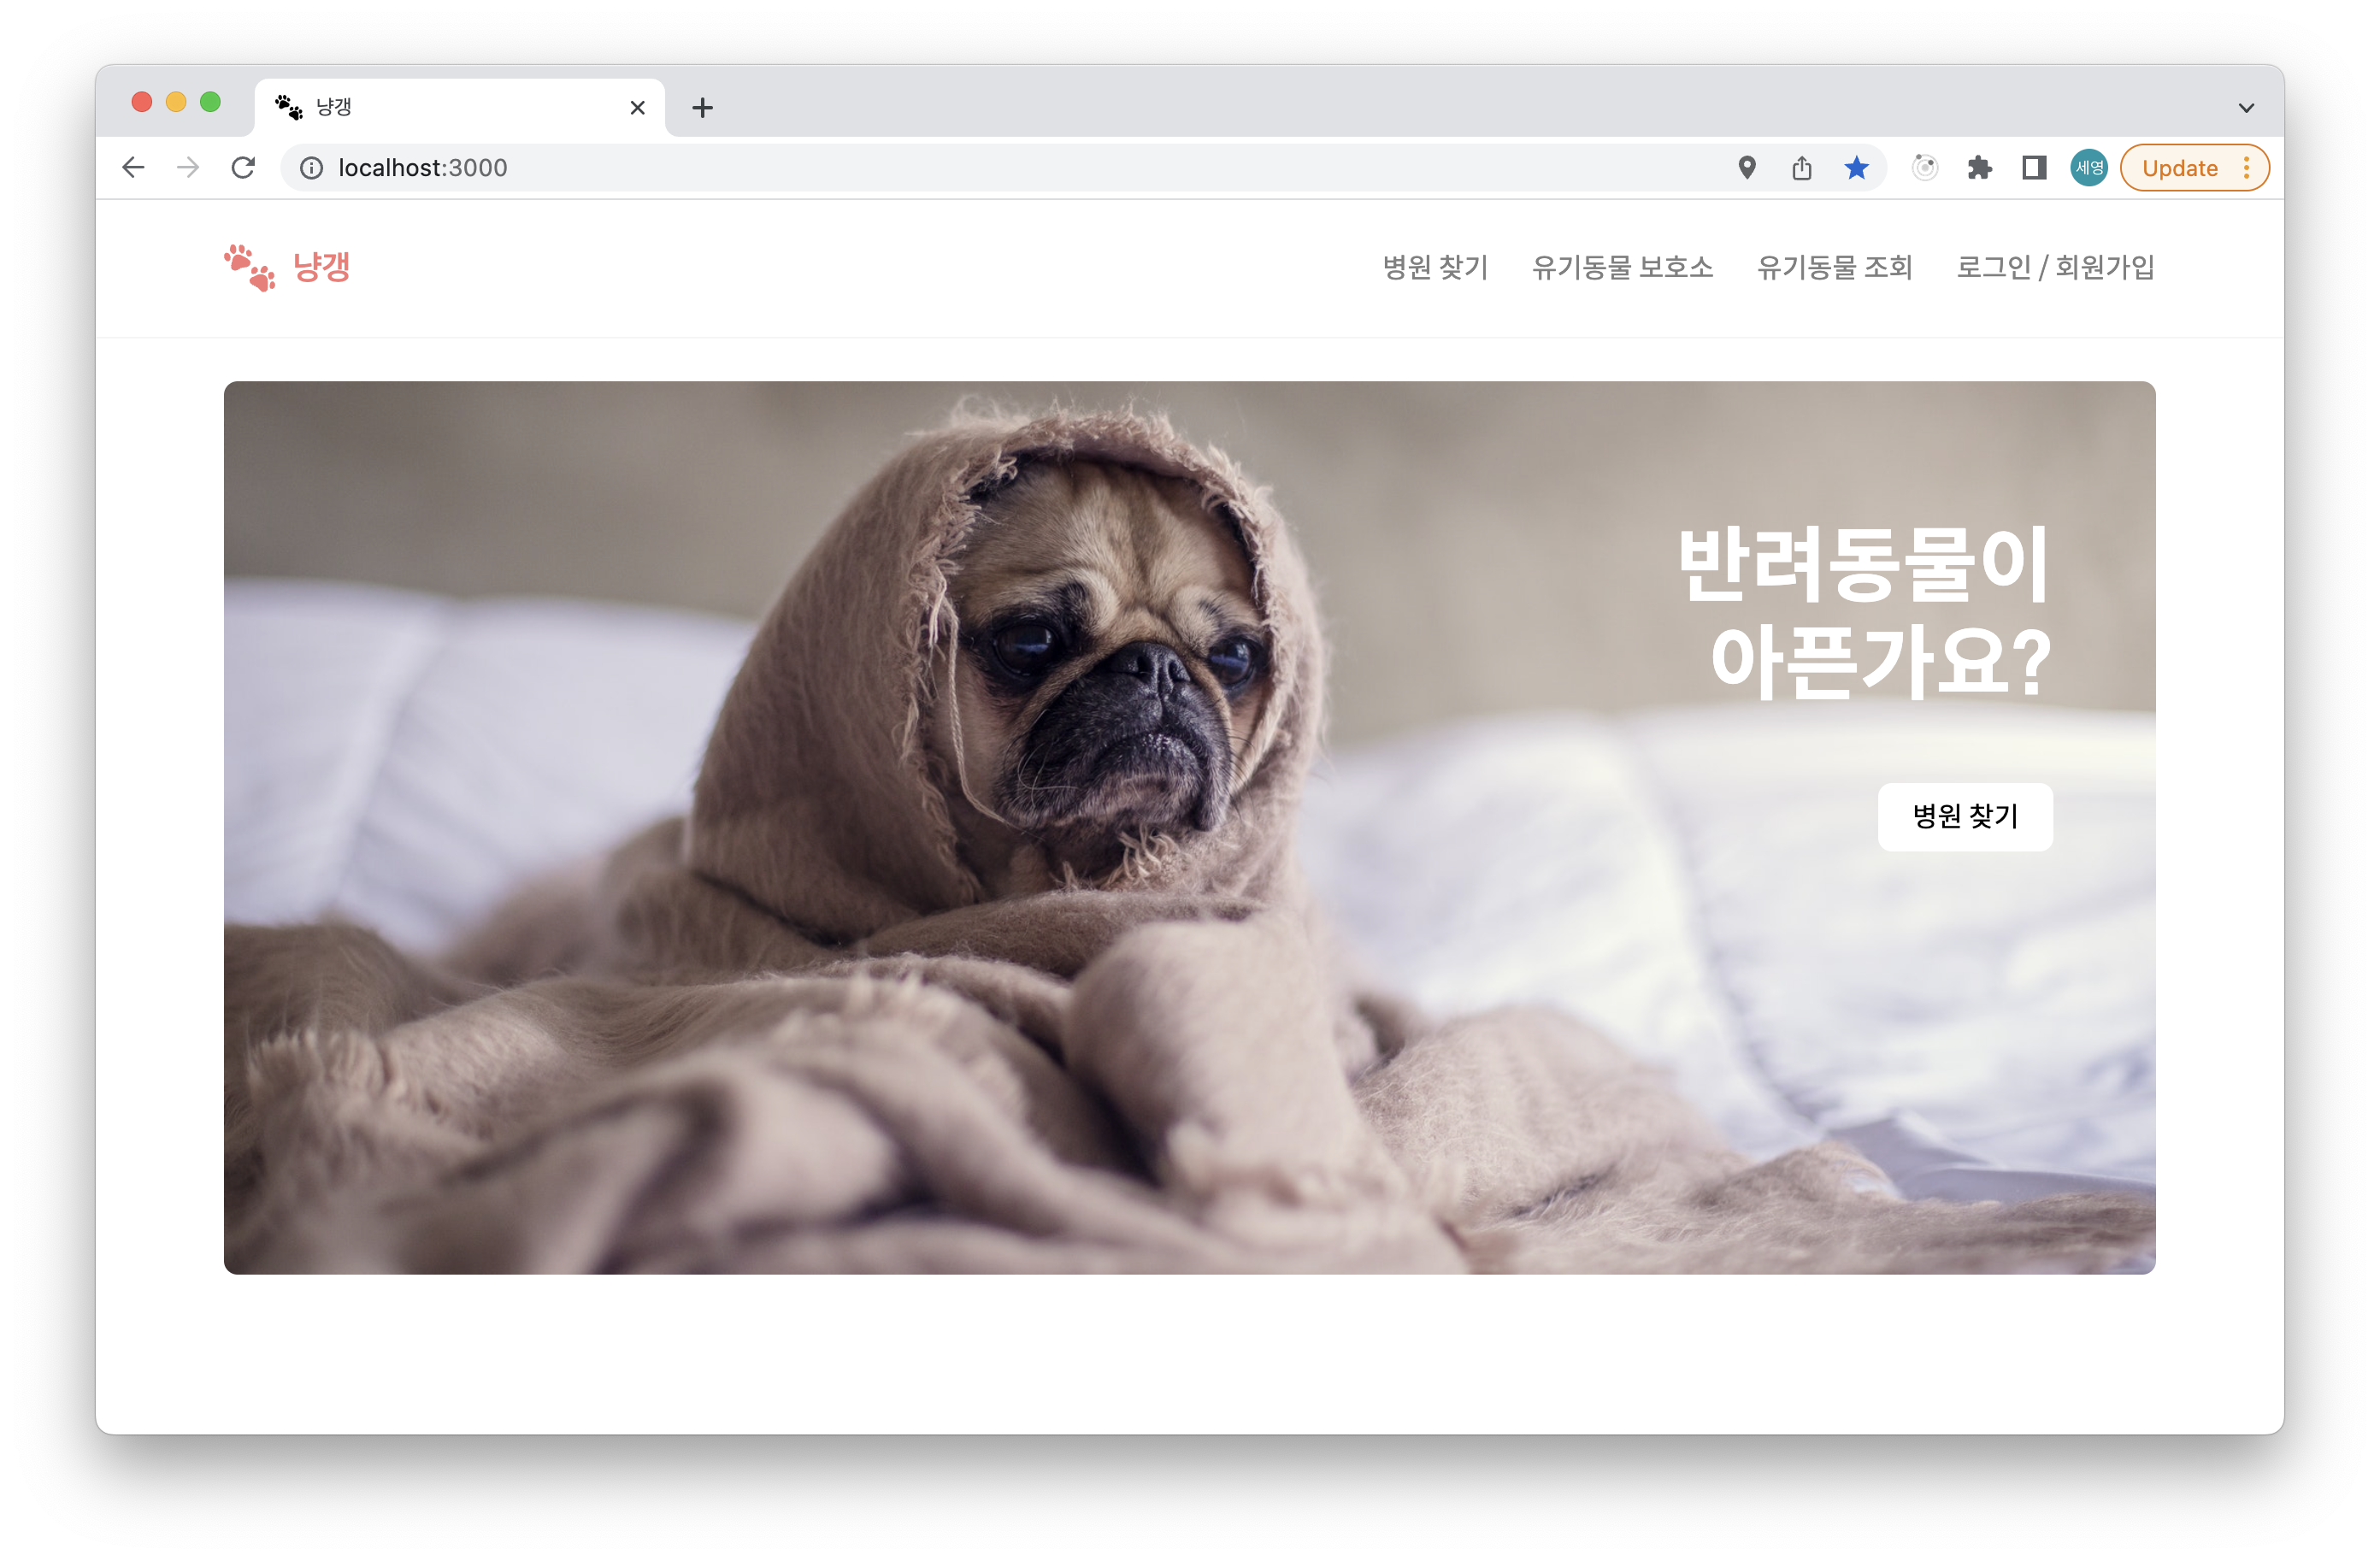 냥갱
localhost:3000
세영
Update
냥갱
병원 찾기 유기동물 보호소 유기동물 조회 로그인 / 회원가입
반려동물이
아픈가요?
병원 찾기